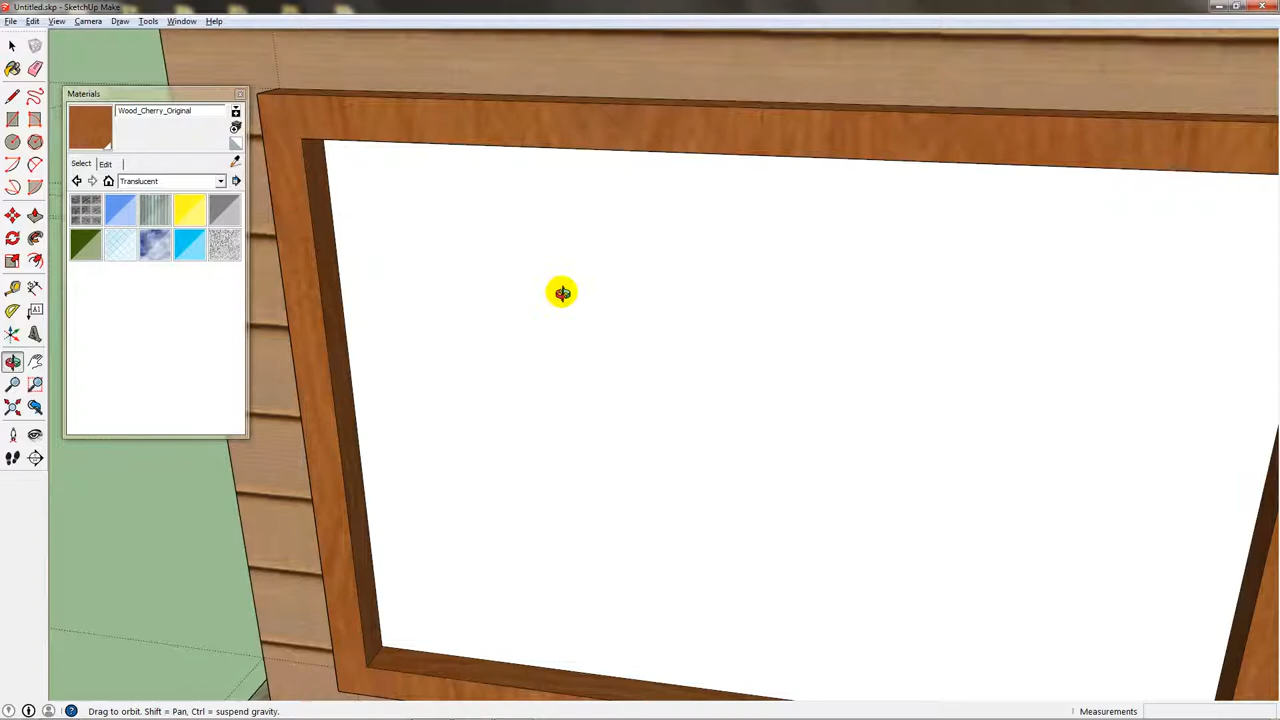 Untitled.skp - SketchUp Make
File Edit View Camera Draw Tools Window Help
Materials
Wood_Cherry_Original
Select Edit
Translucent
A1
Drag to orbit. Shift = Pan, Ctrl = suspend gravity.
Measurements